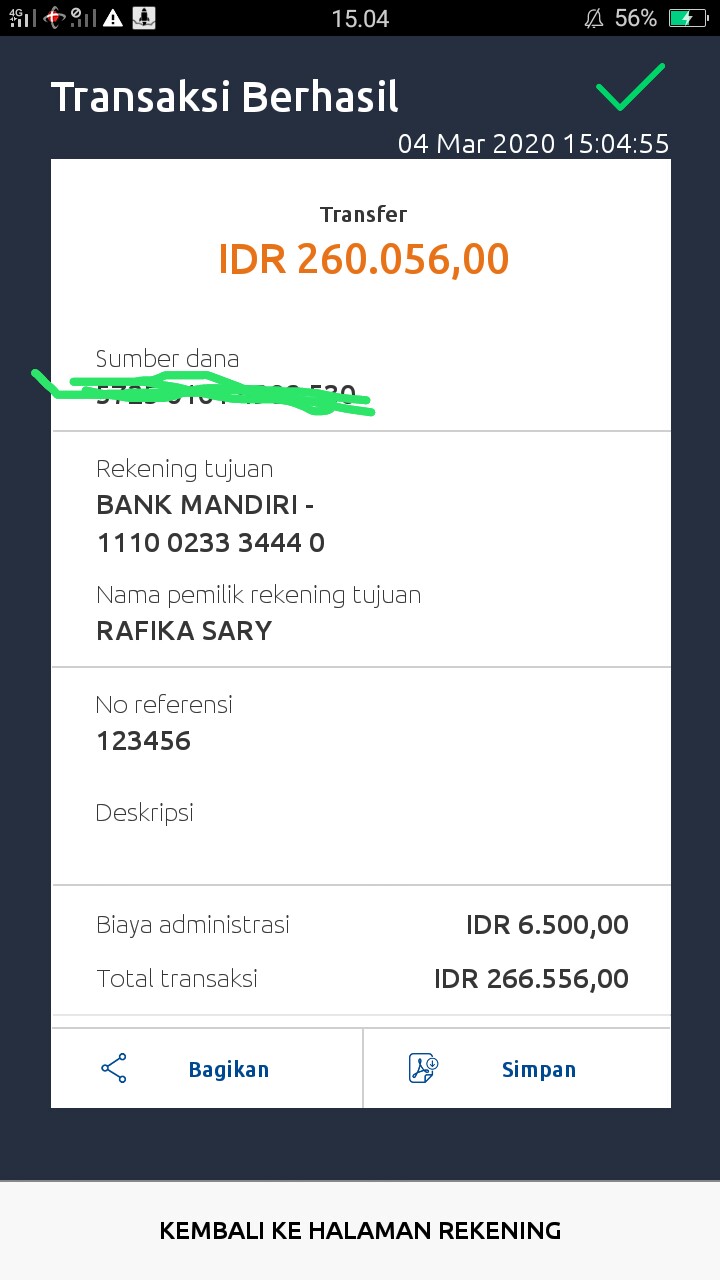 4G
15.04
56%
Transaksi Berhasil
04 Mar 2020 15:04:55
Transfer
IDR 260.056,00
Sumber dana
Rekening tujuan
BANK MANDIRI -
1110 0233 3444 0
Nama pemilik rekening tujuan
RAFIKA SARY
No referensi
123456
Deskripsi
Biaya administrasi IDR 6.500,00
Total transaksi IDR 266.556,00
Bagikan Simpan
KEMBALI KE HALAMAN REKENING